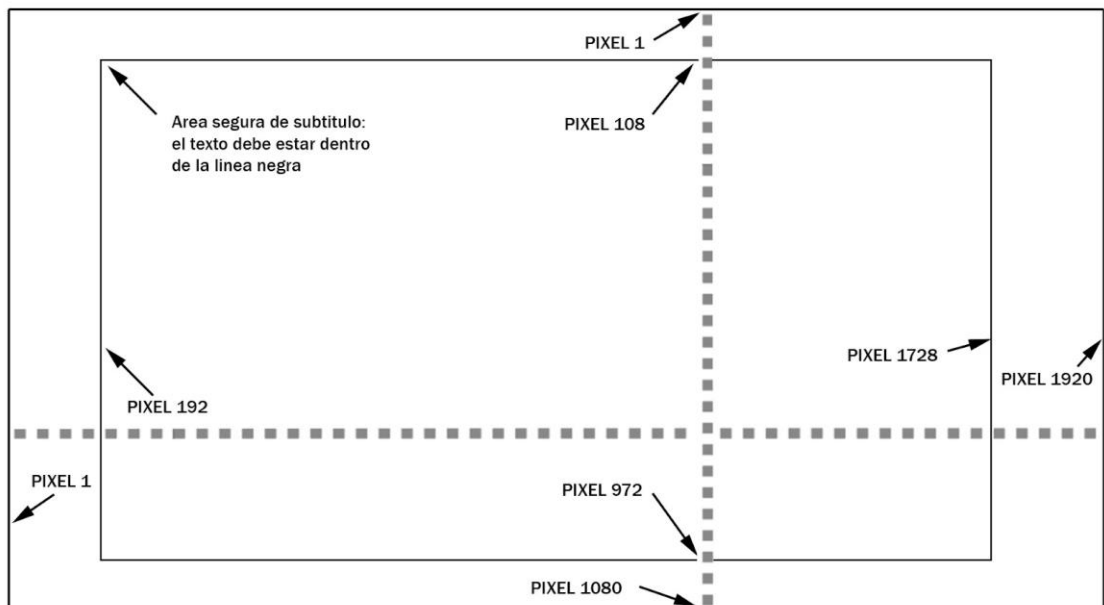 PIXEL 1
Area segura de subtitulo:
el texto debe estar dentro
de la linea negra
PIXEL 108
PIXEL 1728
PIXEL 1920
PIXEL 192
PIXEL 1
PIXEL 972
PIXEL 1080